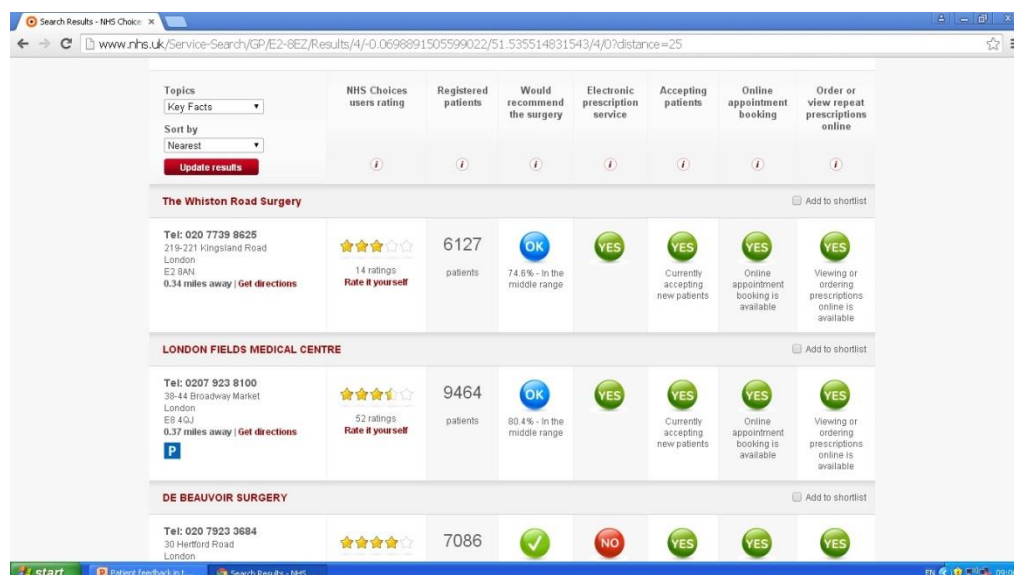 Search Results - NHS Choice
www.nhs.uk/Service-Search/GP/E2-8EZ/Results/4/-0.0698891505599022/51.535514831543/4/0?distance=25
Topics
Key Facts
Sort by
Nearest
Update results
NHS Choices
users rating
Registered
patients
Would
recommend
the surgery
Electronic
prescription
service
Accepting
patients
Online
appointment
booking
Order or
view repeat
prescriptions
online
i i i i i i i
The Whiston Road Surgery
Add to shortlist
Tel: 020 7739 8625
219-221 Kingsland Road
London
E2 8AN
0.34 miles away | Get directions
14 ratings
Rate it yourself
6127
patients
OK
74.6% - In the
middle range
YES
YES
Currently
accepting
new patients
YES
Online
appointment
booking is
available
YES
Viewing or
ordering
prescriptions
online is
available
LONDON FIELDS MEDICAL CENTRE
Add to shortlist
Tel: 0207 923 8100
38-44 Broadway Market
London
E8 4QJ
0.37 miles away | Get directions
P
52 ratings
Rate it yourself
9464
patients
OK
80.4% - In the
middle range
YES
YES
Currently
accepting
new patients
YES
Online
appointment
booking is
available
YES
Viewing or
ordering
prescriptions
online is
available
DE BEAUVOIR SURGERY
Add to shortlist
Tel: 020 7923 3684
30 Hertford Road
London
7086
NO
YES
YES
YES
start
Patient feedback in t
Search Results - NHS
EN